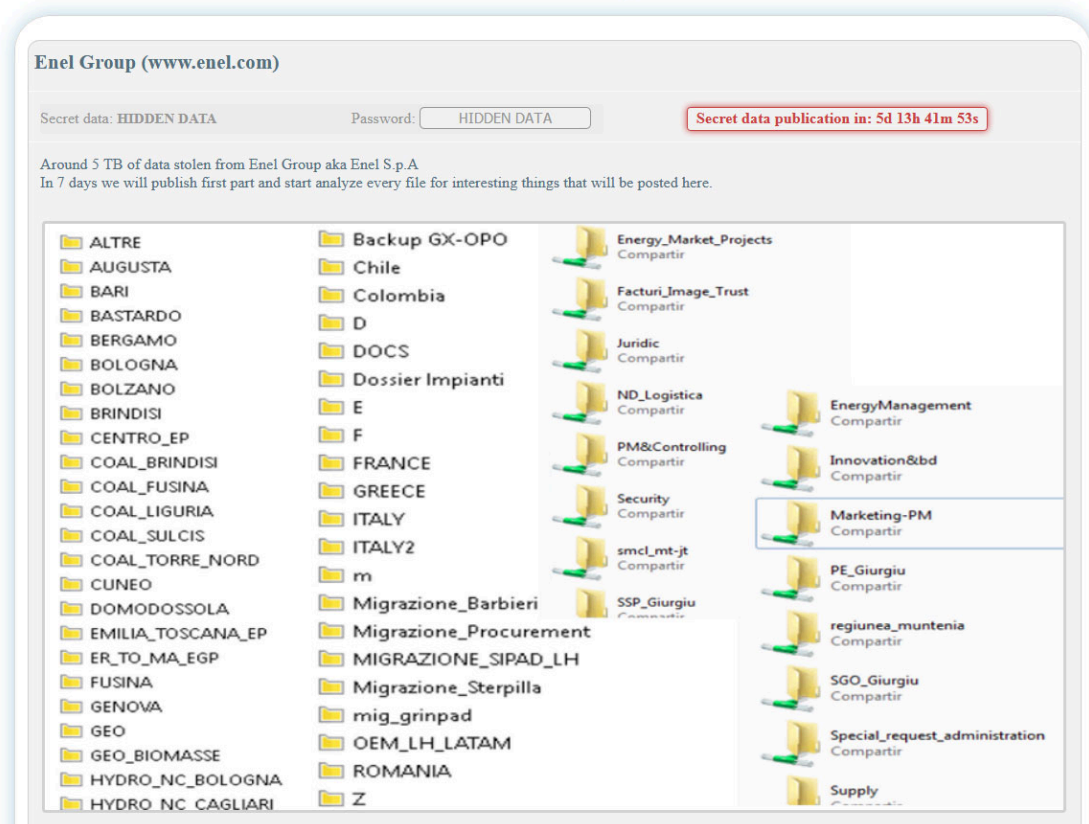 Enel Group (www.enel.com)
Secret data: HIDDEN DATA
Password: HIDDEN DATA
Secret data publication in: 5d 13h 41m 53s
Around 5 TB of data stolen from Enel Group aka Enel S.p.A
In 7 days we will publish first part and start analyze every file for interesting things that will be posted here.
ALTRE
AUGUSTA
BARI
BASTARDO
BERGAMO
BOLOGNA
BOLZANO
BRINDISI
CENTRO_EP
COAL_BRINDISI
COAL_FUSINA
COAL_LIGURIA
COAL_SULCIS
COAL_TORRE_NORD
CUNEO
DOMODOSSOLA
EMILIA_TOSCANA_EP
ER_TO_MA_EGP
FUSINA
GENOVA
GEO
GEO_BIOMASSE
HYDRO_NC_BOLOGNA
HYDRO_NC_CAGLIARI
Backup GX-OPO
Chile
Colombia
D
DOCS
Dossier Impianti
E
F
FRANCE
GREECE
ITALY
ITALY2
m
Migrazione_Barbieri
Migrazione_Procurement
MIGRAZIONE_SIPAD_LH
Migrazione_Sterpilla
mig_grinpad
OEM_LH_LATAM
ROMANIA
Z
Energy_Market_Projects
Compartir
Facturi_Image_Trust
Compartir
Juridic
Compartir
ND_Logistica
Compartir
PM&Controlling
Compartir
Security
Compartir
smcl_mt-jt
Compartir
SSP_Giurgiu
Compartir
EnergyManagement
Compartir
Innovation&bd
Compartir
Marketing-PM
Compartir
PE_Giurgiu
Compartir
regiunea_muntenia
Compartir
SGO_Giurgiu
Compartir
Special_request_administration
Compartir
Supply
Compartir